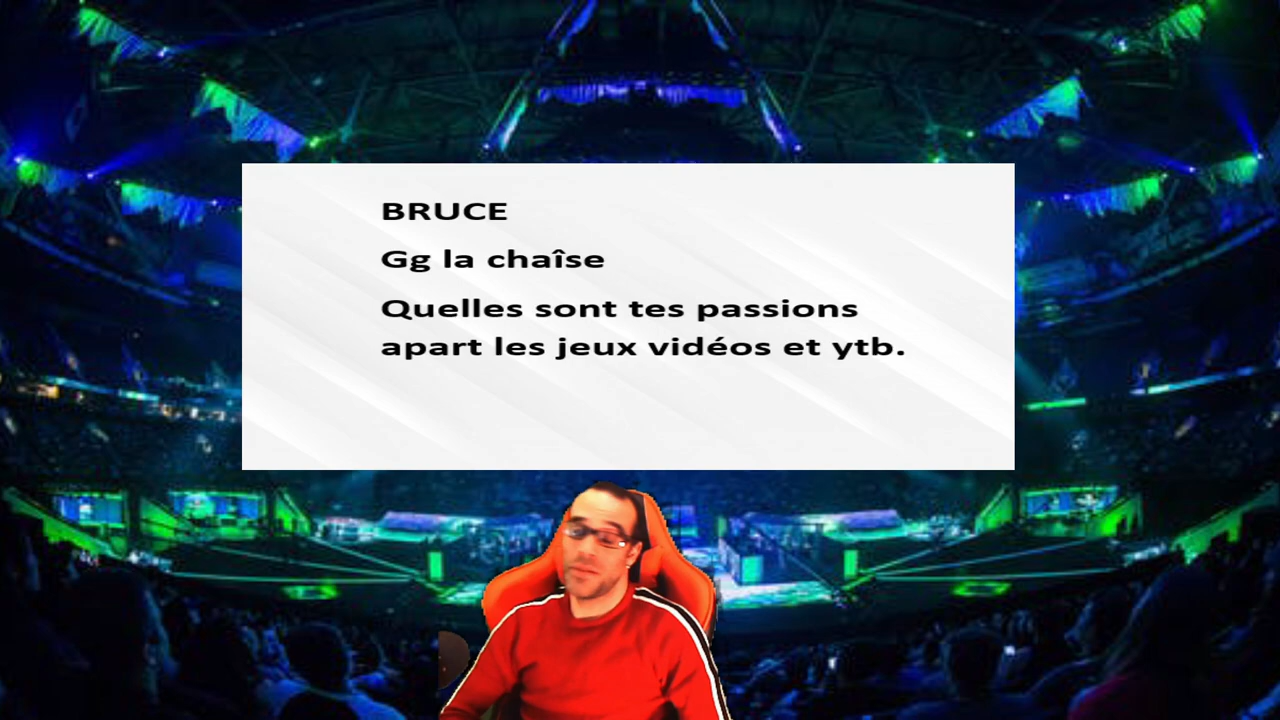 BRUCE
Gg la chaîse
Quelles sont tes passions
apart les jeux vidéos et ytb.